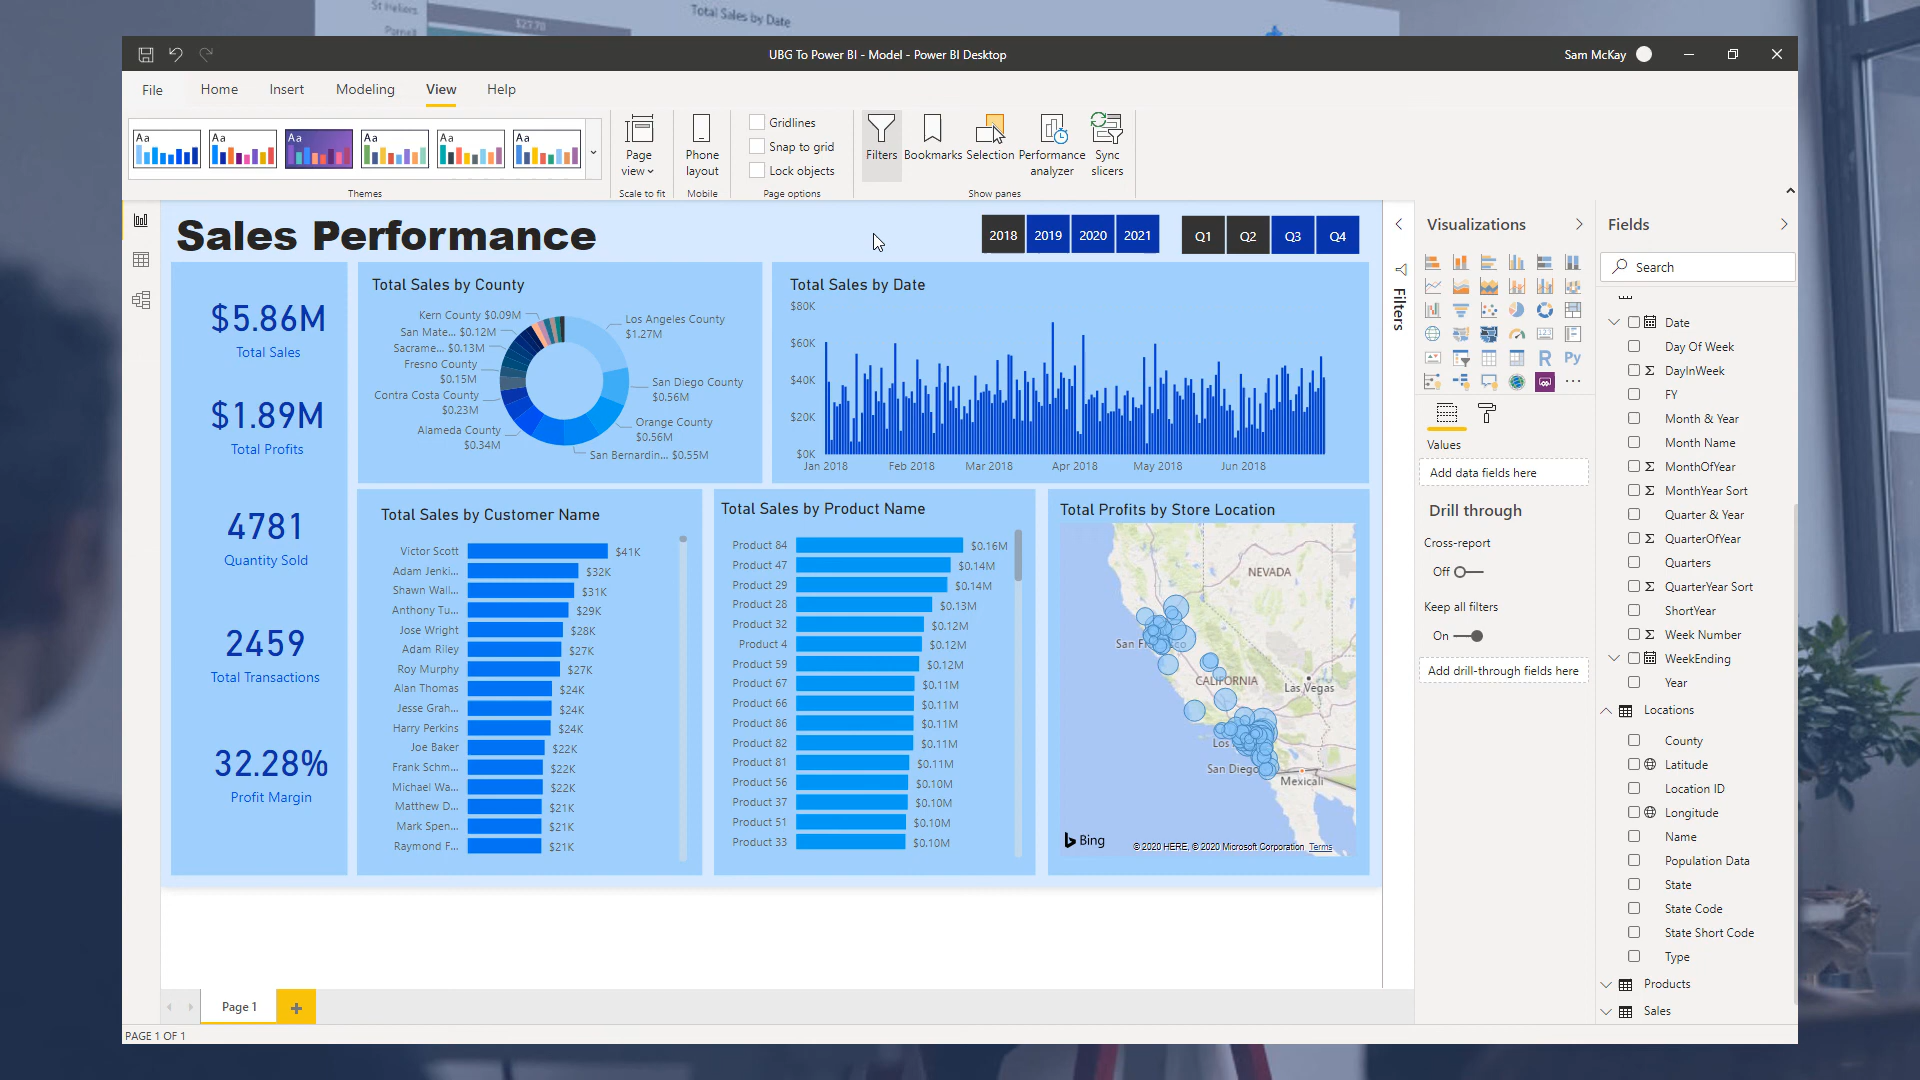 St Heliers
Total Sales by Date
UBG To Power BI - Model - Power BI Desktop
Sam McKay
File
Home
Insert
Modeling
View
Help
Aa
Aa
Aa
Aa
Aa
Aa
Themes
Page
view
Scale to fit
Phone
layout
Mobile
Gridlines
Snap to grid
Lock objects
Page options
Filters
Bookmarks
Selection
Performance
analyzer
Sync
slicers
Show panes
Sales Performance
2018
2019
2020
2021
Q1
Q2
Q3
Q4
$5.86M
Total Sales
$1.89M
Total Profits
4781
Quantity Sold
2459
Total Transactions
32.28%
Profit Margin
Total Sales by County
Kern County $0.09M
San Mate... $0.12M
Sacrame... $0.13M
Fresno County
$0.15M
Contra Costa County
$0.23M
Alameda County
$0.34M
Los Angeles County
$1.27M
San Diego County
$0.56M
Orange County
$0.56M
San Bernardin... $0.55M
Total Sales by Date
$80K
$60K
$40K
$20K
$0K
Jan 2018
Feb 2018
Mar 2018
Apr 2018
May 2018
Jun 2018
Total Sales by Customer Name
Victor Scott $41K
Adam Jenki... $32K
Shawn Wall... $31K
Anthony Tu... $29K
Jose Wright $28K
Adam Riley $27K
Roy Murphy $27K
Alan Thomas $24K
Jesse Grah... $24K
Harry Perkins $24K
Joe Baker $22K
Frank Schm... $22K
Michael Wa... $22K
Matthew D... $21K
Mark Spen... $21K
Raymond F... $21K
Total Sales by Product Name
Product 84 $0.16M
Product 47 $0.14M
Product 29 $0.14M
Product 28 $0.13M
Product 32 $0.12M
Product 4 $0.12M
Product 59 $0.12M
Product 67 $0.11M
Product 66 $0.11M
Product 86 $0.11M
Product 82 $0.11M
Product 81 $0.11M
Product 56 $0.10M
Product 37 $0.10M
Product 51 $0.10M
Product 33 $0.10M
Total Profits by Store Location
NEVADA
San Fr co
CALIFORNIA
Las Vegas
Los
San Diego
Mexicali
Bing
© 2020 HERE, © 2020 Microsoft Corporation Terms
Filters
Visualizations
R
Py
Values
Add data fields here
Drill through
Cross-report
Off
Keep all filters
On
Add drill-through fields here
Fields
Search
Date
Day Of Week
DayInWeek
FY
Month & Year
Month Name
MonthOfYear
MonthYear Sort
Quarter & Year
QuarterOfYear
Quarters
QuarterYear Sort
ShortYear
Week Number
WeekEnding
Year
Locations
County
Latitude
Location ID
Longitude
Name
Population Data
State
State Code
State Short Code
Type
Products
Sales
Page 1
PAGE 1 OF 1